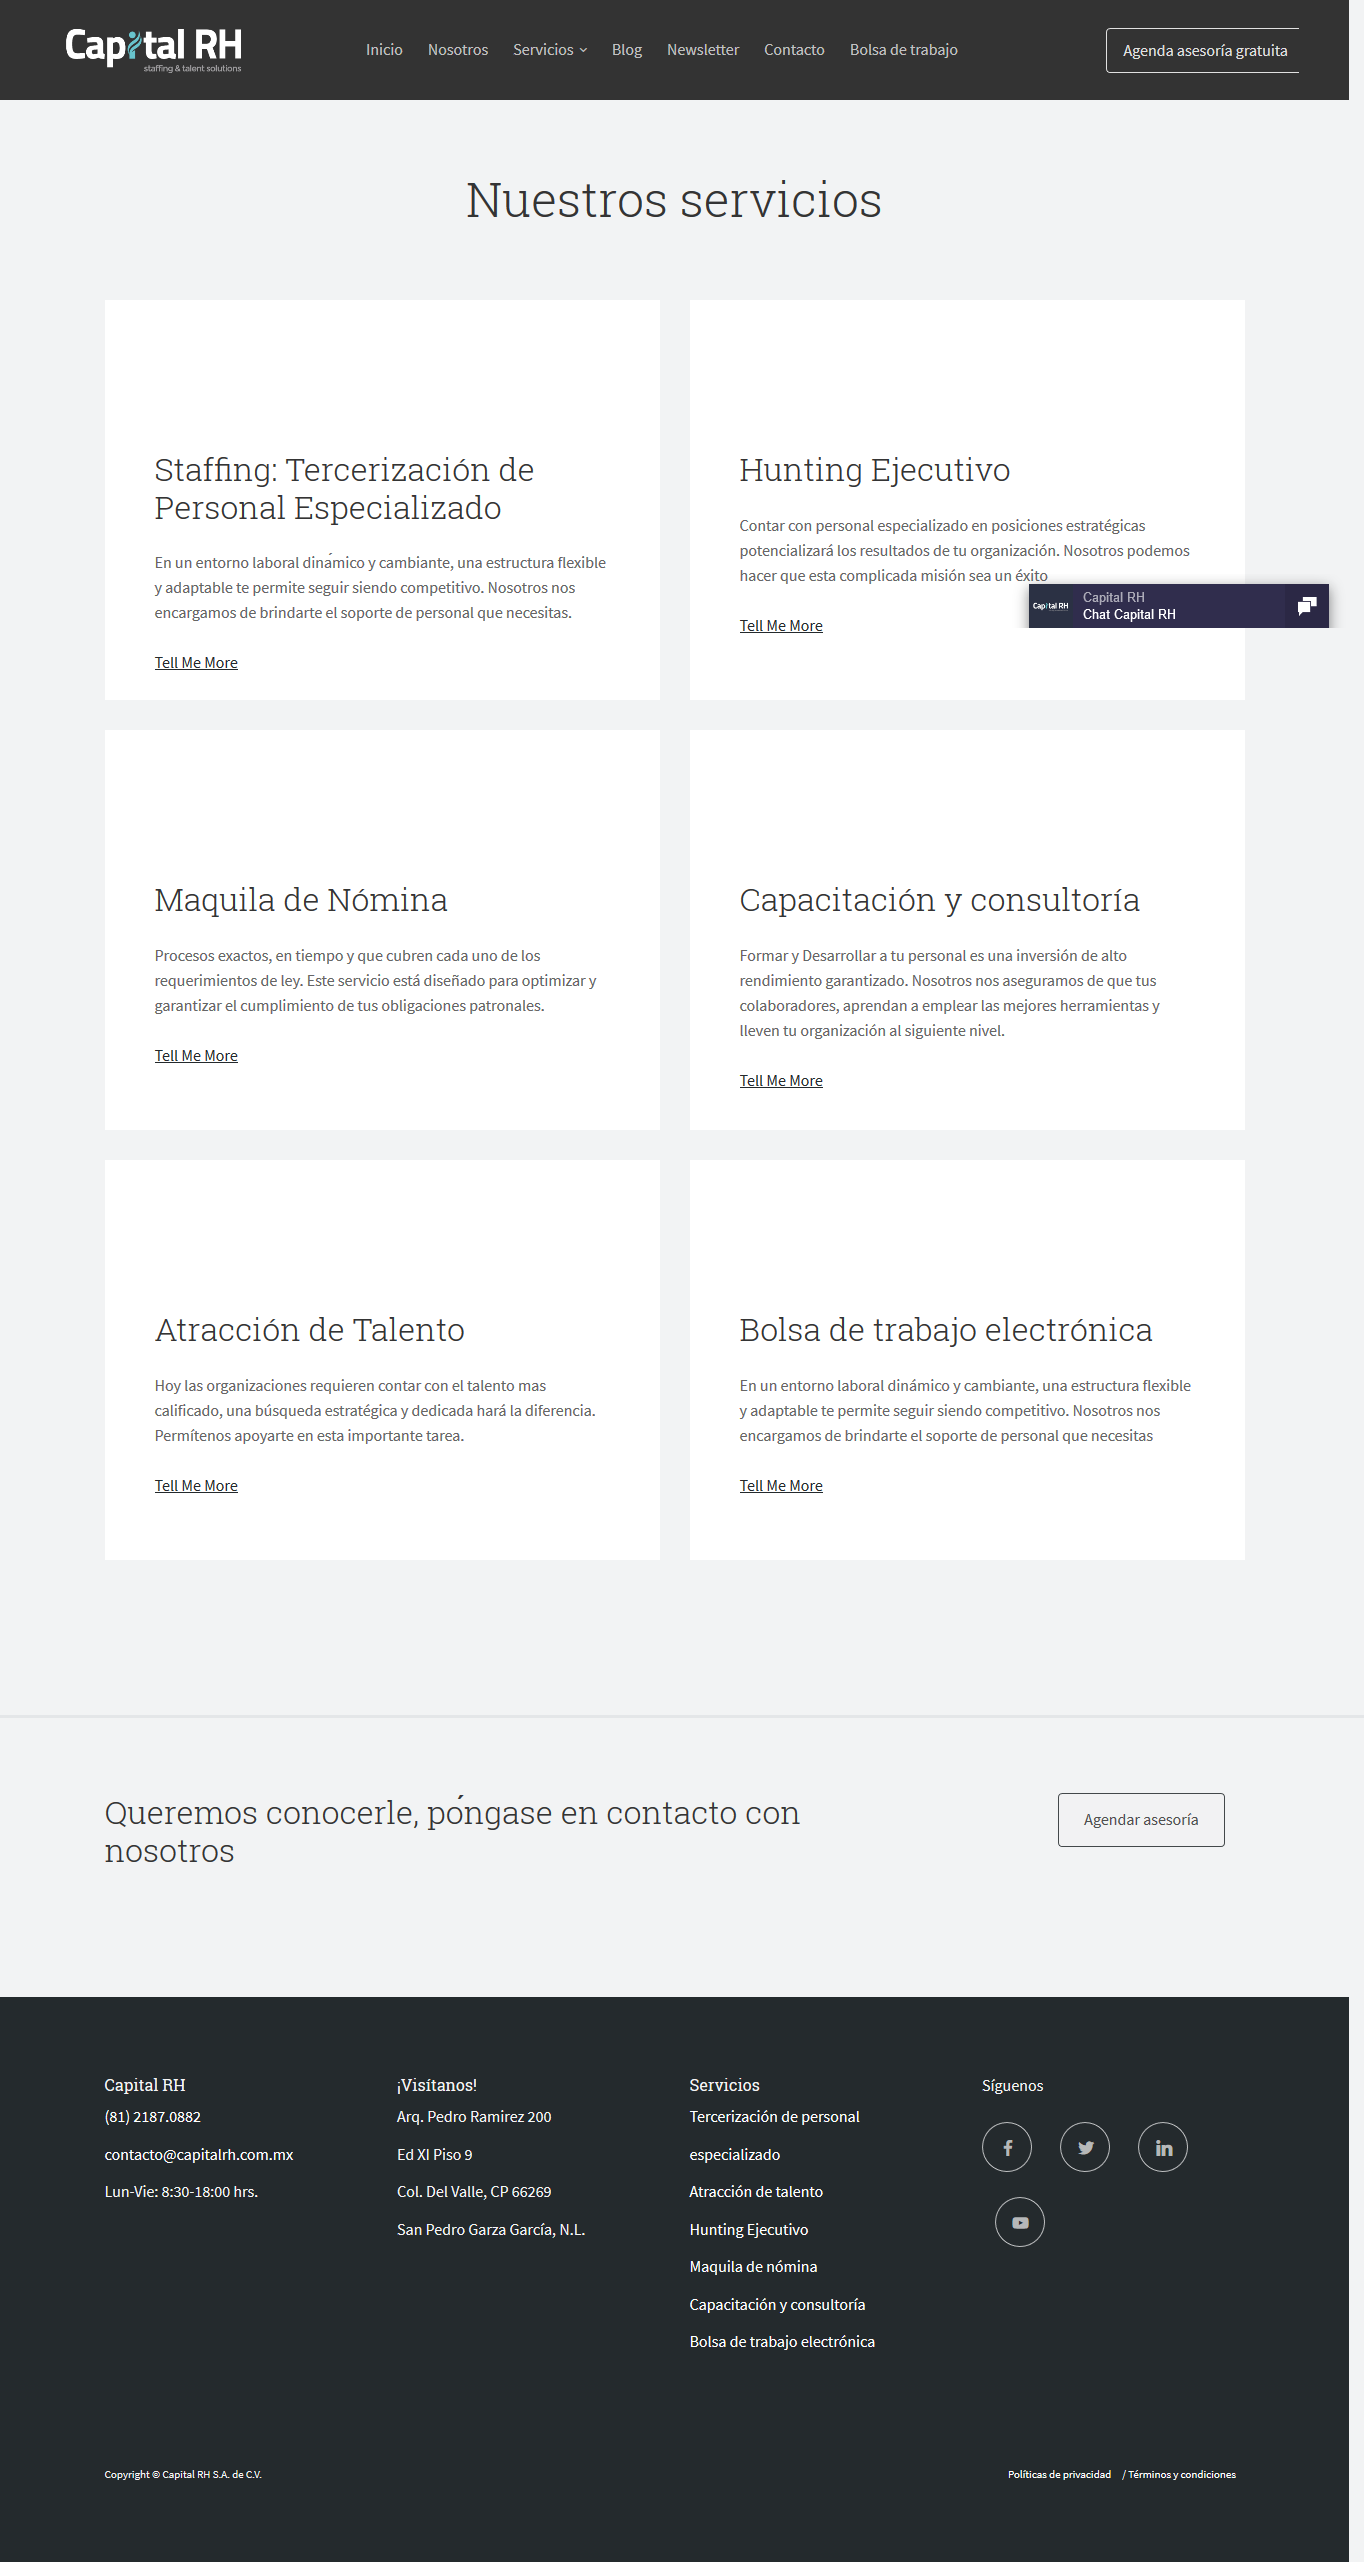 Capital RH
staffing & talent solutions
Inicio
Nosotros
Servicios
Blog
Newsletter
Contacto
Bolsa de trabajo
Agenda asesoría gratuita
Nuestros servicios
Staffing: Tercerización de
Personal Especializado
En un entorno laboral dinámico y cambiante, una estructura flexible
y adaptable te permite seguir siendo competitivo. Nosotros nos
encargamos de brindarte el soporte de personal que necesitas.
Tell Me More
Hunting Ejecutivo
Contar con personal especializado en posiciones estratégicas
potencializará los resultados de tu organización. Nosotros podemos
hacer que esta complicada misión sea un éxito
Tell Me More
Capital RH
Capital RH
Chat Capital RH
Maquila de Nómina
Procesos exactos, en tiempo y que cubren cada uno de los
requerimientos de ley. Este servicio está diseñado para optimizar y
garantizar el cumplimiento de tus obligaciones patronales.
Tell Me More
Capacitación y consultoría
Formar y Desarrollar a tu personal es una inversión de alto
rendimiento garantizado. Nosotros nos aseguramos de que tus
colaboradores, aprendan a emplear las mejores herramientas y
lleven tu organización al siguiente nivel.
Tell Me More
Atracción de Talento
Hoy las organizaciones requieren contar con el talento mas
calificado, una búsqueda estratégica y dedicada hará la diferencia.
Permítenos apoyarte en esta importante tarea.
Tell Me More
Bolsa de trabajo electrónica
En un entorno laboral dinámico y cambiante, una estructura flexible
y adaptable te permite seguir siendo competitivo. Nosotros nos
encargamos de brindarte el soporte de personal que necesitas
Tell Me More
Queremos conocerle, póngase en contacto con
nosotros
Agendar asesoría
Capital RH
(81) 2187.0882
contacto@capitalrh.com.mx
Lun-Vie: 8:30-18:00 hrs.
¡Visítanos!
Arq. Pedro Ramirez 200
Ed XI Piso 9
Col. Del Valle, CP 66269
San Pedro Garza García, N.L.
Servicios
Tercerización de personal
especializado
Atracción de talento
Hunting Ejecutivo
Maquila de nómina
Capacitación y consultoría
Bolsa de trabajo electrónica
Síguenos
Copyright © Capital RH S.A. de C.V.
Políticas de privacidad / Términos y condiciones